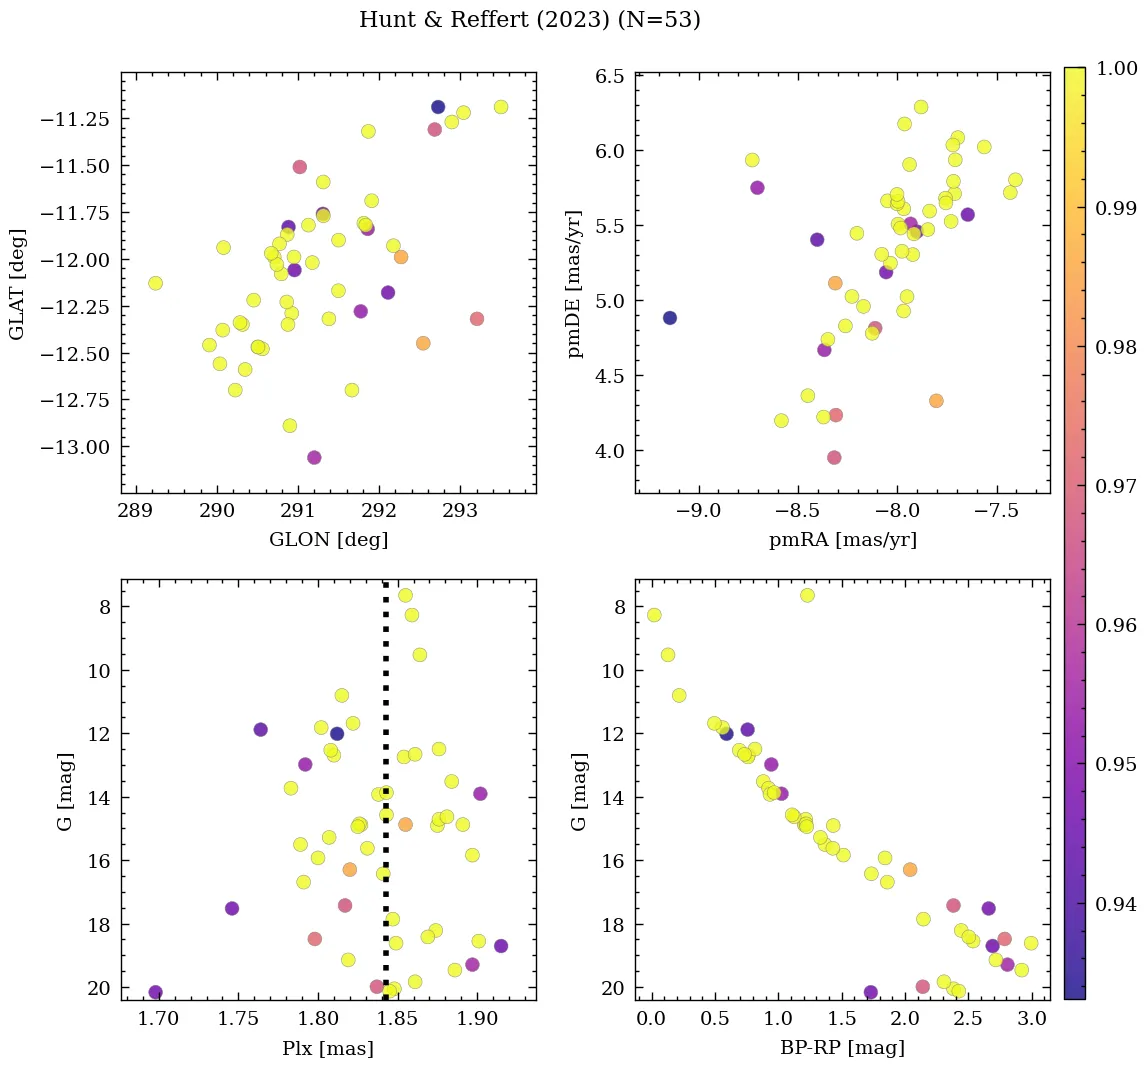 Hunt & Reffert (2023) (N=53)
−11.25
−11.50
−11.75
−12.00
−12.25
−12.50
−12.75
−13.00
GLAT [deg]
289 290 291 292 293
GLON [deg]
6.5
6.0
5.5
5.0
4.5
4.0
pmDE [mas/yr]
−9.0 −8.5 −8.0 −7.5
pmRA [mas/yr]
8
10
12
14
16
18
20
G [mag]
1.70 1.75 1.80 1.85 1.90
Plx [mas]
8
10
12
14
16
18
20
G [mag]
0.0 0.5 1.0 1.5 2.0 2.5 3.0
BP-RP [mag]
1.00
0.99
0.98
0.97
0.96
0.95
0.94